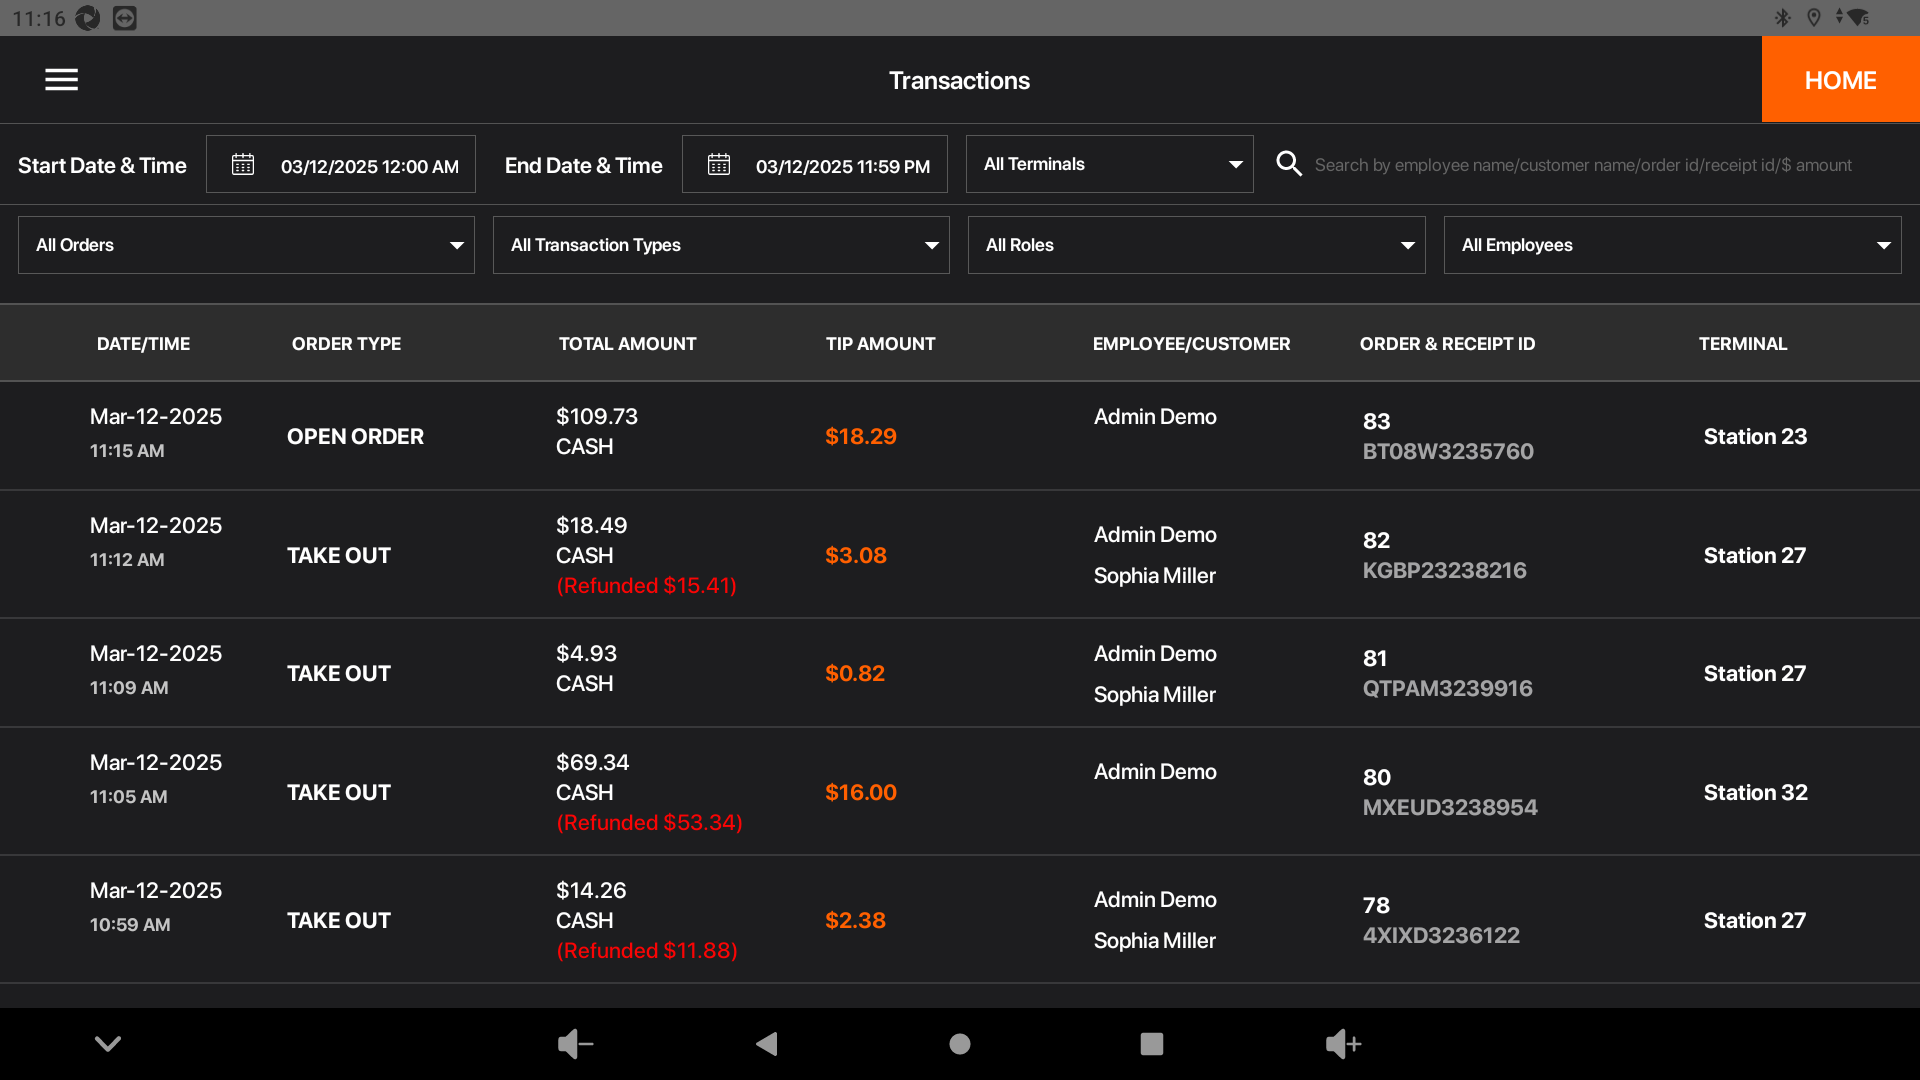 11:16
Transactions
HOME
Start Date & Time
03/12/2025 12:00 AM
End Date & Time
03/12/2025 11:59 PM
All Terminals
Search by employee name/customer name/order id/receipt id/$ amount
All Orders
All Transaction Types
All Roles
All Employees
DATE/TIME ORDER TYPE TOTAL AMOUNT TIP AMOUNT EMPLOYEE/CUSTOMER ORDER & RECEIPT ID TERMINAL
Mar-12-2025
11:15 AM
OPEN ORDER
$109.73
CASH
$18.29
Admin Demo
83
BT08W3235760
Station 23
Mar-12-2025
11:12 AM
TAKE OUT
$18.49
CASH
(Refunded $15.41)
$3.08
Admin Demo
Sophia Miller
82
KGBP23238216
Station 27
Mar-12-2025
11:09 AM
TAKE OUT
$4.93
CASH
$0.82
Admin Demo
Sophia Miller
81
QTPAM3239916
Station 27
Mar-12-2025
11:05 AM
TAKE OUT
$69.34
CASH
(Refunded $53.34)
$16.00
Admin Demo
80
MXEUD3238954
Station 32
Mar-12-2025
10:59 AM
TAKE OUT
$14.26
CASH
(Refunded $11.88)
$2.38
Admin Demo
Sophia Miller
78
4XIXD3236122
Station 27